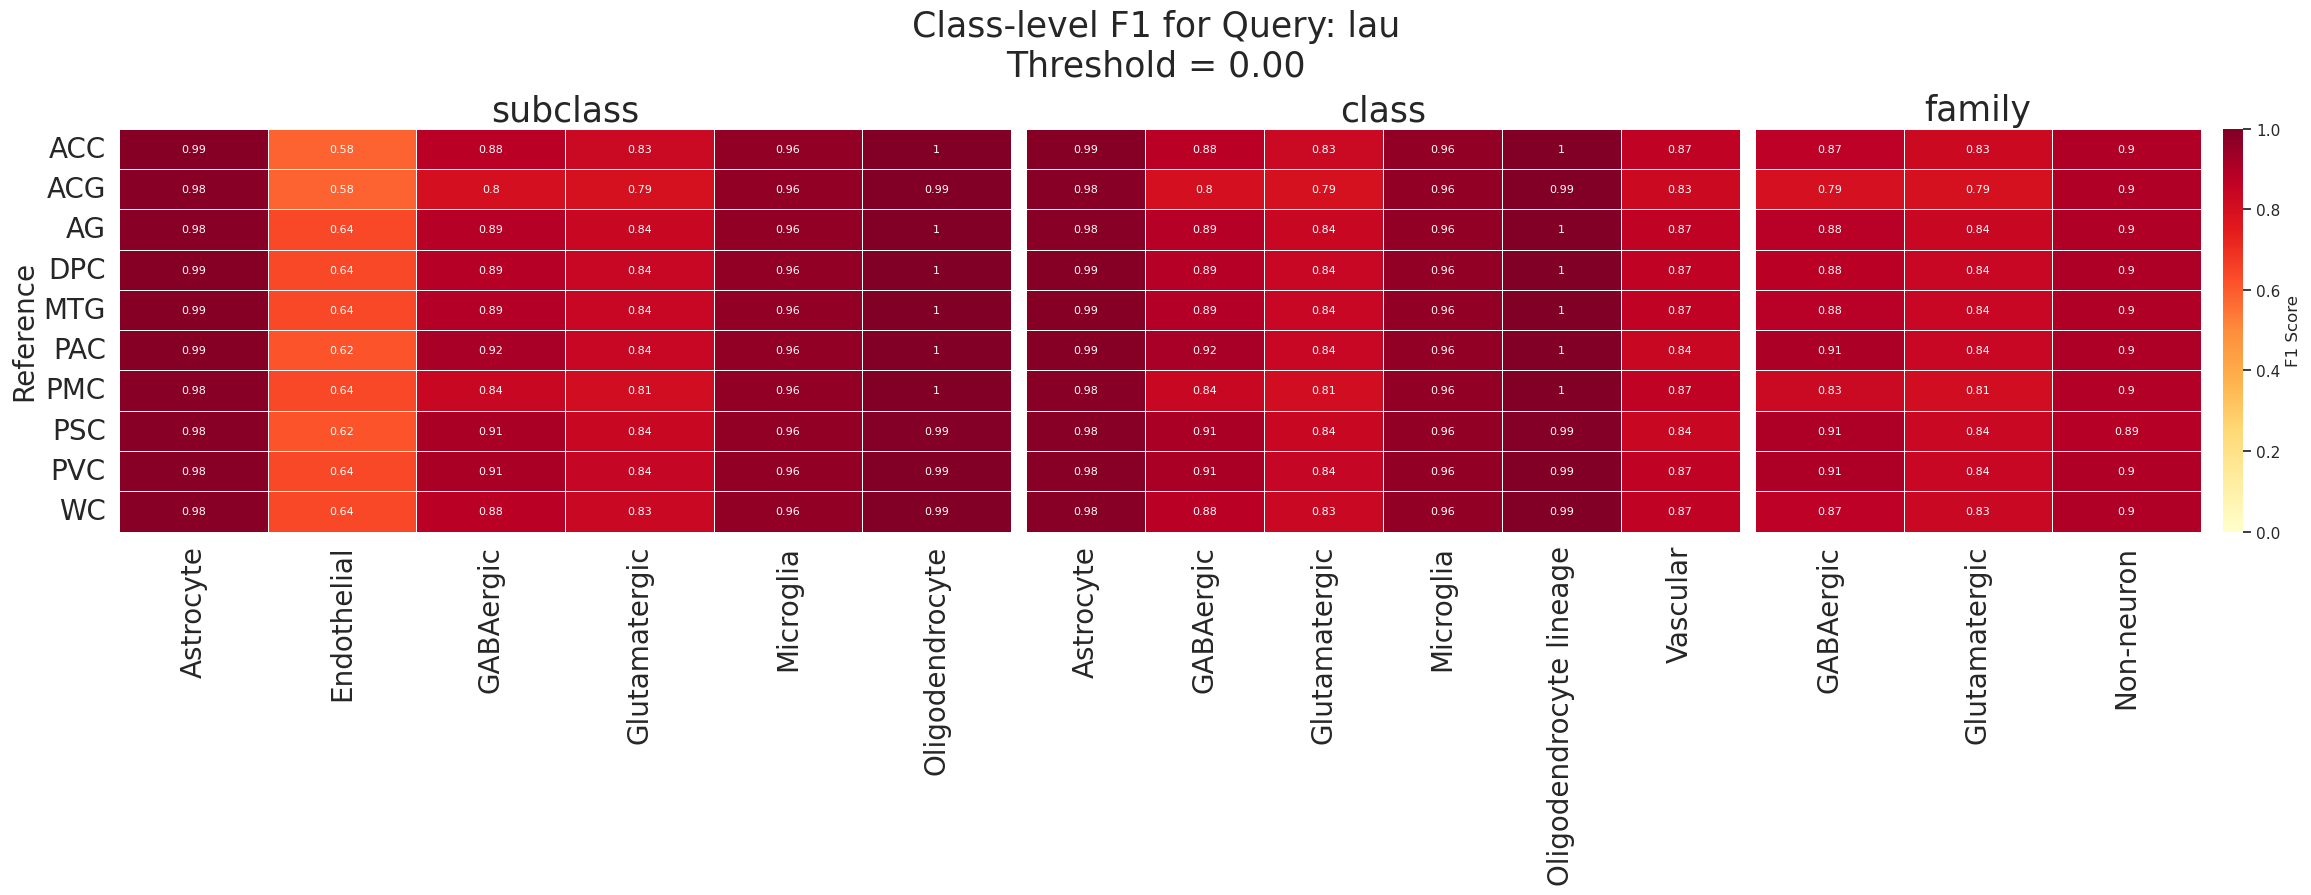 Class-level F1 for Query: lau
Threshold = 0.00
subclass
class
family
Reference
ACC 0.99 0.58 0.88 0.83 0.96 1 0.99 0.88 0.83 0.96 1 0.87 0.87 0.83 0.9
ACG 0.98 0.58 0.8 0.79 0.96 0.99 0.98 0.8 0.79 0.96 0.99 0.83 0.79 0.79 0.9
AG 0.98 0.64 0.89 0.84 0.96 1 0.98 0.89 0.84 0.96 1 0.87 0.88 0.84 0.9
DPC 0.99 0.64 0.89 0.84 0.96 1 0.99 0.89 0.84 0.96 1 0.87 0.88 0.84 0.9
MTG 0.99 0.64 0.89 0.84 0.96 1 0.99 0.89 0.84 0.96 1 0.87 0.88 0.84 0.9
PAC 0.99 0.62 0.92 0.84 0.96 1 0.99 0.92 0.84 0.96 1 0.84 0.91 0.84 0.9
PMC 0.98 0.64 0.84 0.81 0.96 1 0.98 0.84 0.81 0.96 1 0.87 0.83 0.81 0.9
PSC 0.98 0.62 0.91 0.84 0.96 0.99 0.98 0.91 0.84 0.96 0.99 0.84 0.91 0.84 0.89
PVC 0.98 0.64 0.91 0.84 0.96 0.99 0.98 0.91 0.84 0.96 0.99 0.87 0.91 0.84 0.9
WC 0.98 0.64 0.88 0.83 0.96 0.99 0.98 0.88 0.83 0.96 0.99 0.87 0.87 0.83 0.9
Astrocyte
Endothelial
GABAergic
Glutamatergic
Microglia
Oligodendrocyte
Astrocyte
GABAergic
Glutamatergic
Microglia
Oligodendrocyte lineage
Vascular
GABAergic
Glutamatergic
Non-neuron
1.0
0.8
0.6
0.4
0.2
0.0
F1 Score